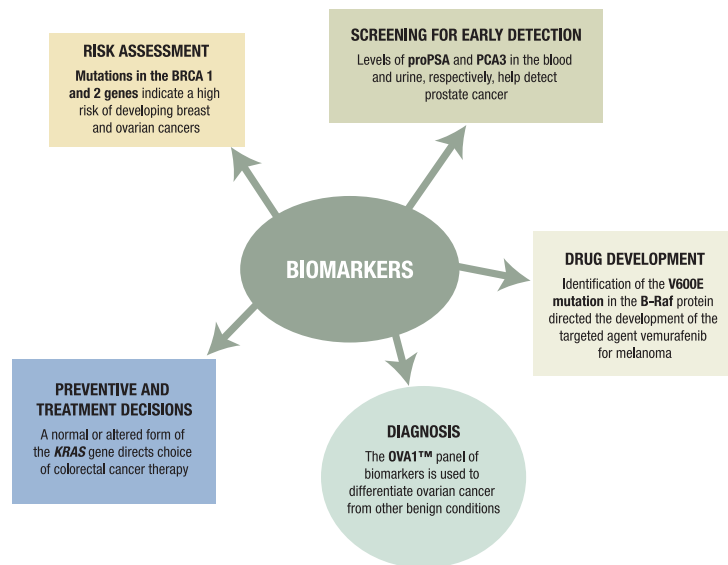 RISK ASSESSMENT
Mutations in the BRCA 1
and 2 genes indicate a high
risk of developing breast
and ovarian cancers
SCREENING FOR EARLY DETECTION
Levels of proPSA and PCA3 in the blood
and urine, respectively, help detect
prostate cancer
BIOMARKERS
DRUG DEVELOPMENT
Identification of the V600E
mutation in the B-Raf protein
directed the development of the
targeted agent vemurafenib
for melanoma
PREVENTIVE AND
TREATMENT DECISIONS
A normal or altered form of
the KRAS gene directs choice
of colorectal cancer therapy
DIAGNOSIS
The OVA1™ panel of
biomarkers is used to
differentiate ovarian cancer
from other benign conditions